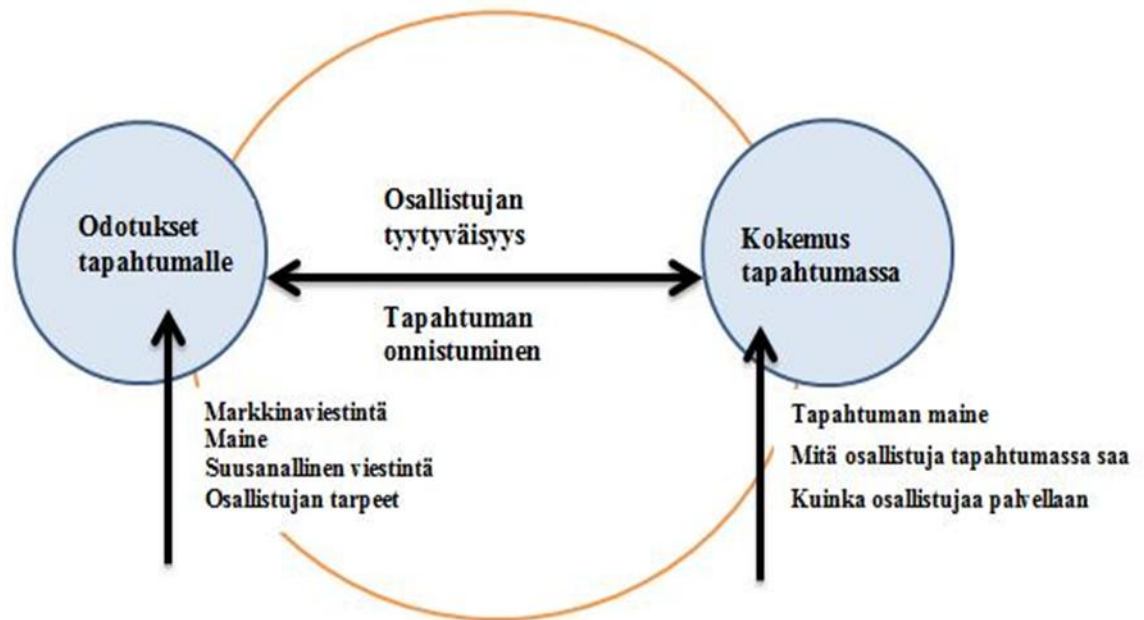 Odotukset
tapahtumalle
Osallistujan
tyytyväisyys
Tapahtuman
onnistuminen
Kokemus
tapahtumassa
Markkinaviestintä
Maine
Suusanallinen viestintä
Osallistujan tarpeet
Tapahtuman maine
Mitä osallistuja tapahtumassa saa
Kuinka osallistujaa palvellaan